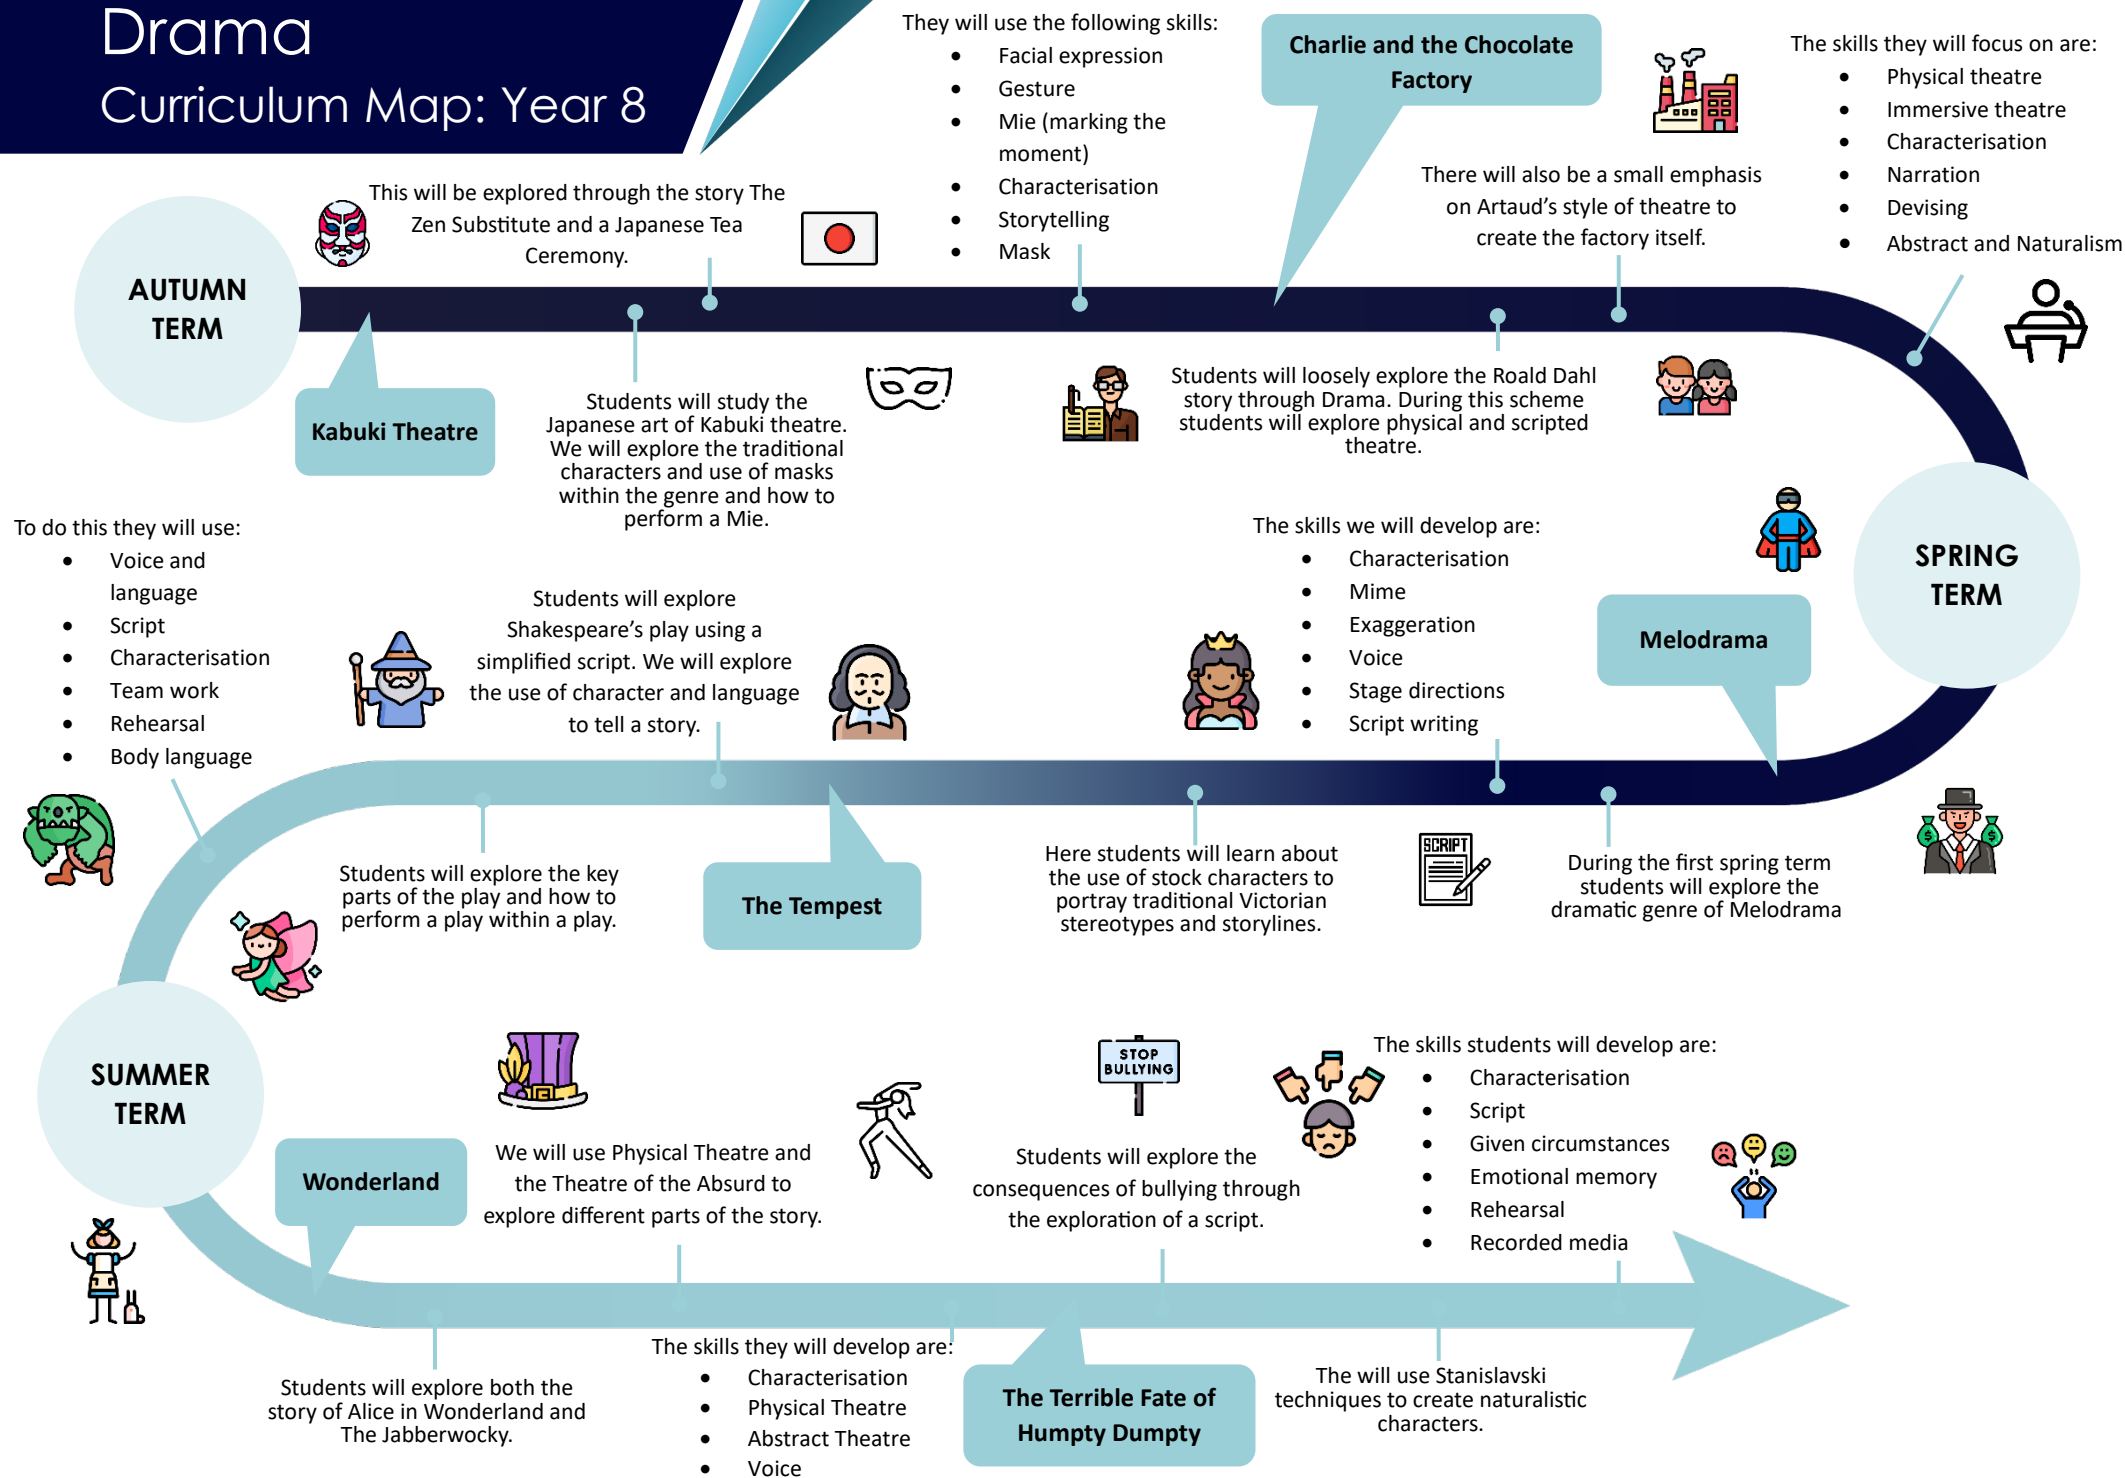 Drama
Curriculum Map: Year 8
AUTUMN
TERM
Kabuki Theatre
This will be explored through the story The
Zen Substitute and a Japanese Tea
Ceremony.
Students will study the
Japanese art of Kabuki theatre.
We will explore the traditional
characters and use of masks
within the genre and how to
perform a Mie.
They will use the following skills:
• Facial expression
• Gesture
• Mie (marking the
moment)
• Characterisation
• Storytelling
• Mask
Charlie and the Chocolate
Factory
Students will loosely explore the Roald Dahl
story through Drama. During this scheme
students will explore physical and scripted
theatre.
There will also be a small emphasis
on Artaud’s style of theatre to
create the factory itself.
The skills they will focus on are:
• Physical theatre
• Immersive theatre
• Characterisation
• Narration
• Devising
• Abstract and Naturalism
SPRING
TERM
Melodrama
During the first spring term
students will explore the
dramatic genre of Melodrama
The skills we will develop are:
• Characterisation
• Mime
• Exaggeration
• Voice
• Stage directions
• Script writing
SCRIPT
Here students will learn about
the use of stock characters to
portray traditional Victorian
stereotypes and storylines.
The Tempest
Students will explore
Shakespeare’s play using a
simplified script. We will explore
the use of character and language
to tell a story.
Students will explore the key
parts of the play and how to
perform a play within a play.
To do this they will use:
• Voice and
language
• Script
• Characterisation
• Team work
• Rehearsal
• Body language
SUMMER
TERM
Wonderland
Students will explore both the
story of Alice in Wonderland and
The Jabberwocky.
We will use Physical Theatre and
the Theatre of the Absurd to
explore different parts of the story.
The skills they will develop are:
• Characterisation
• Physical Theatre
• Abstract Theatre
• Voice
The Terrible Fate of
Humpty Dumpty
STOP
BULLYING
Students will explore the
consequences of bullying through
the exploration of a script.
The will use Stanislavski
techniques to create naturalistic
characters.
The skills students will develop are:
• Characterisation
• Script
• Given circumstances
• Emotional memory
• Rehearsal
• Recorded media